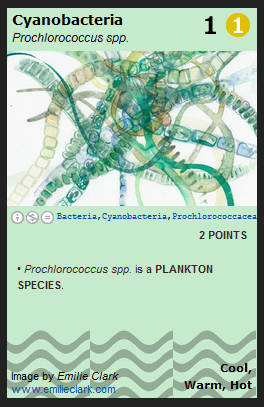 Cyanobacteria 1 1
Prochlorococcus spp.
Bacteria,Cyanobacteria,Prochlorococcacea
2 POINTS
• Prochlorococcus spp. is a PLANKTON
SPECIES.
Cool,
Image by Emilie Clark Warm, Hot
www.emilieclark.com